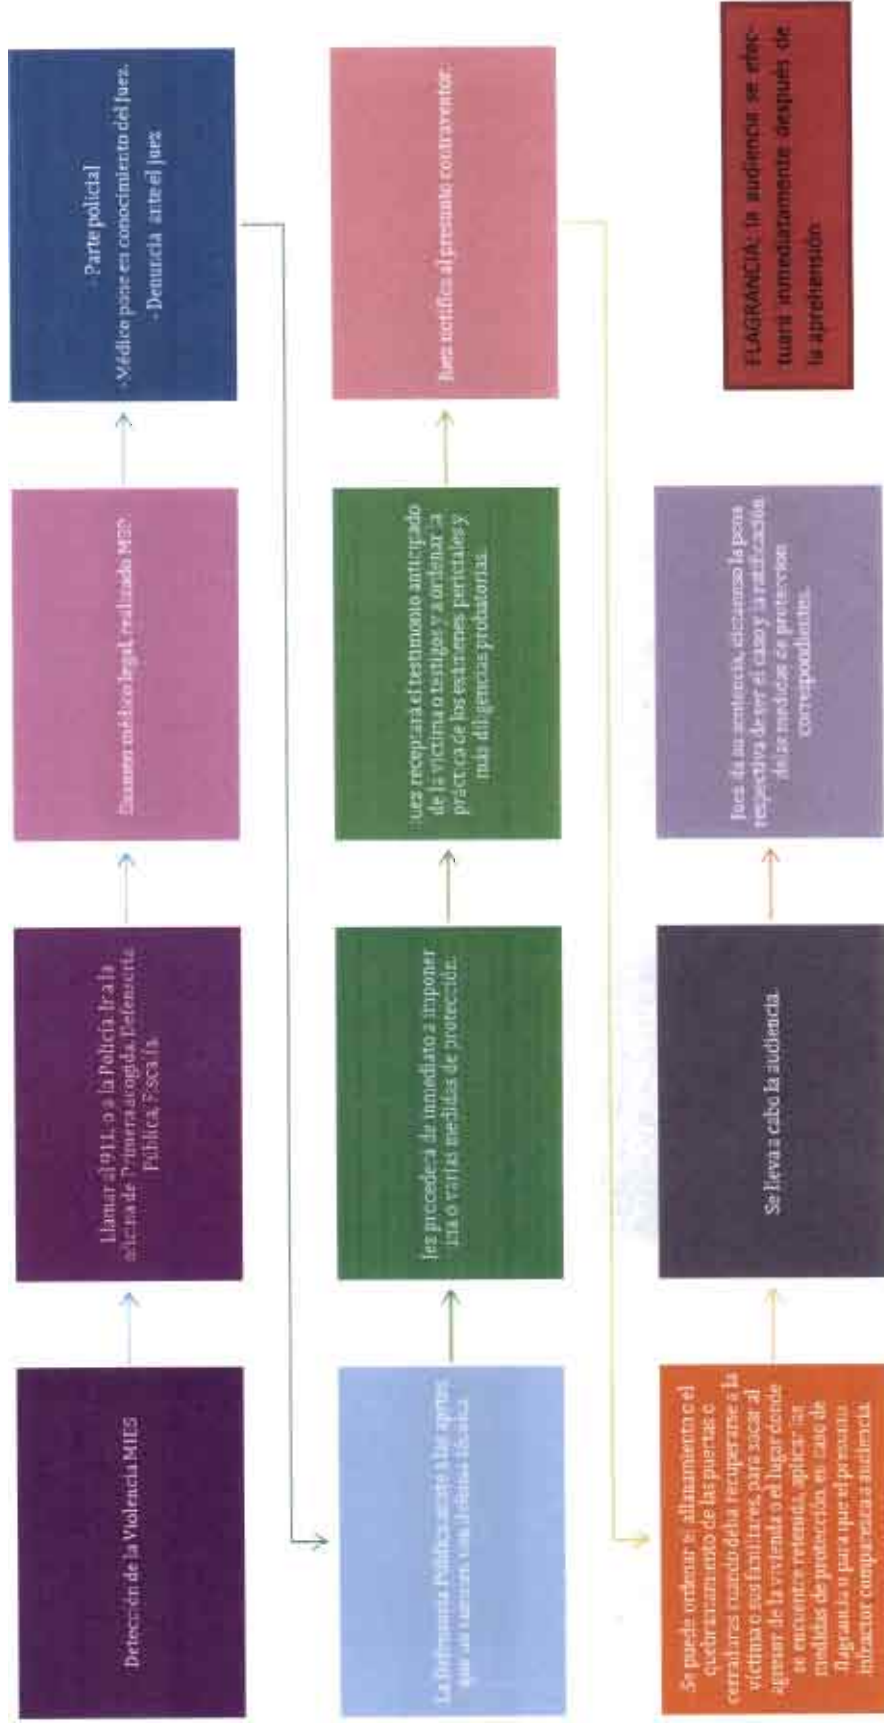 Detección de la Violencia MIES
Llamar al 911, o a la Policía. Ir a la
oficina de Primera acogida, Defensoría
Pública, Fiscalía.
Examen médico legal, realizado MSP
- Parte policial
- Médico pone en conocimiento del Juez.
- Denuncia ante el juez
La Defensoría Pública asiste a las partes
que no cuenten con defensa técnica
Jez procederá de inmediato a imponer
una o varias medidas de protección.
Juez receptará el testimonio anticipado
de la víctima o testigos y a ordenar la
práctica de los exámenes periciales y
más diligencias probatorias.
Juez notifica al presunto contraventor.
Se puede ordenar el allanamiento o el
quebrantamiento de las puertas o
cerraduras cuando deba recuperarse a la
víctima o sus familiares, para sacar al
agresor de la vivienda o el lugar donde
se encuentre retenida, aplicar las
medidas de protección, en caso de
flagrancia o para que el presunto
infractor comparezca a audiencia.
Se lleva a cabo la audiencia.
Juez da su sentencia, dictando la pena
respectiva de ser el caso y la ratificación
de las medidas de protección
correspondientes.
FLAGRANCIA: la audiencia se efec-
tuará inmediatamente después de
la aprehensión